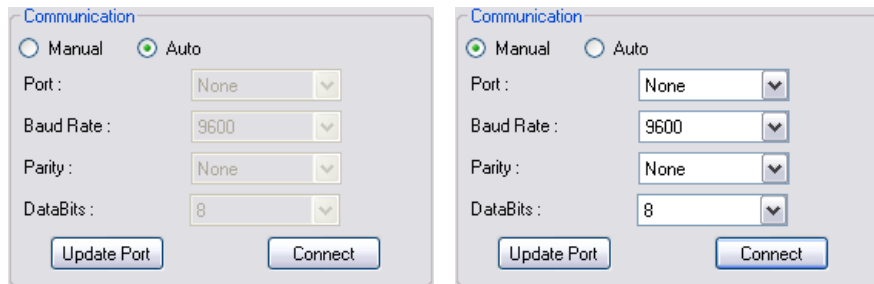 Communication
Manual Auto
Port : None
Baud Rate : 9600
Parity : None
DataBits : 8
Update Port Connect
Communication
Manual Auto
Port : None
Baud Rate : 9600
Parity : None
DataBits : 8
Update Port Connect